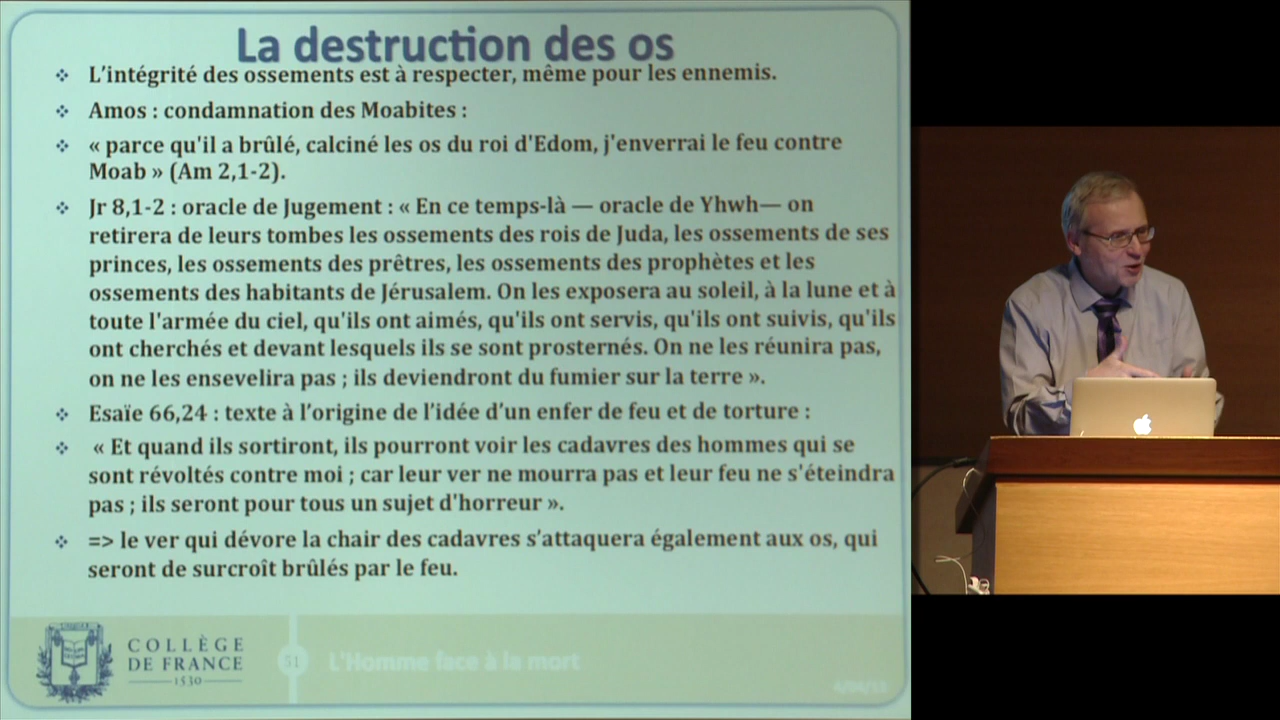 La destruction des os
❖ L'intégrité des ossements est à respecter, même pour les ennemis.
❖ Amos : condamnation des Moabites :
❖ « parce qu'il a brûlé, calciné les os du roi d'Edom, j'enverrai le feu contre
Moab » (Am 2,1-2).
❖ Jr 8,1-2 : oracle de Jugement : « En ce temps-là — oracle de Yhwh— on
retirera de leurs tombes les ossements des rois de Juda, les ossements de ses
princes, les ossements des prêtres, les ossements des prophètes et les
ossements des habitants de Jérusalem. On les exposera au soleil, à la lune et à
toute l'armée du ciel, qu'ils ont aimés, qu'ils ont servis, qu'ils ont suivis, qu'ils
ont cherchés et devant lesquels ils se sont prosternés. On ne les réunira pas,
on ne les ensevelira pas ; ils deviendront du fumier sur la terre ».
❖ Esaïe 66,24 : texte à l'origine de l'idée d'un enfer de feu et de torture :
❖ « Et quand ils sortiront, ils pourront voir les cadavres des hommes qui se
sont révoltés contre moi ; car leur ver ne mourra pas et leur feu ne s'éteindra
pas ; ils seront pour tous un sujet d'horreur ».
❖ => le ver qui dévore la chair des cadavres s'attaquera également aux os, qui
seront de surcroît brûlés par le feu.
COLLÈGE
DE FRANCE
1530
51
L'Homme face à la mort